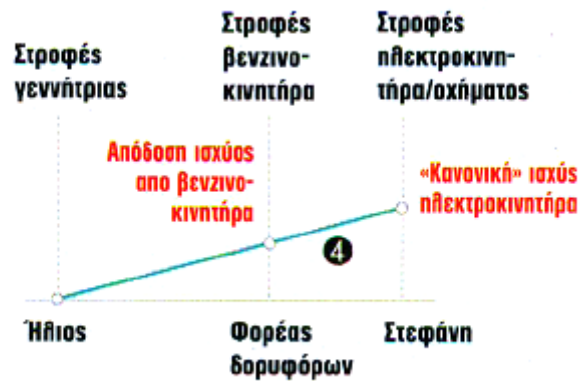 Στροφές
γεννήτριας
Στροφές
βενζινο-
κινητήρα
Στροφές
ηλεκτροκινη-
τήρα/οχήματος
Απόδοση ισχύος
απο βενζινο-
κινητήρα
«Κανονική» ισχύς
ηλεκτροκινητήρα
4
Ήλιος
Φορέας
δορυφόρων
Στεφάνη